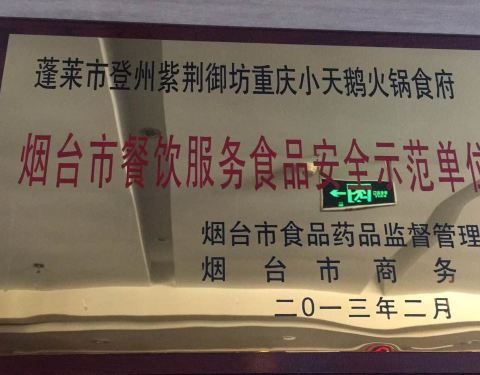 蓬莱市登州紫荆御坊重庆小天鹅火锅食府
烟台市餐饮服务食品安全示范单位
烟台市食品药品监督管理
烟台市商务
二〇一三年二月